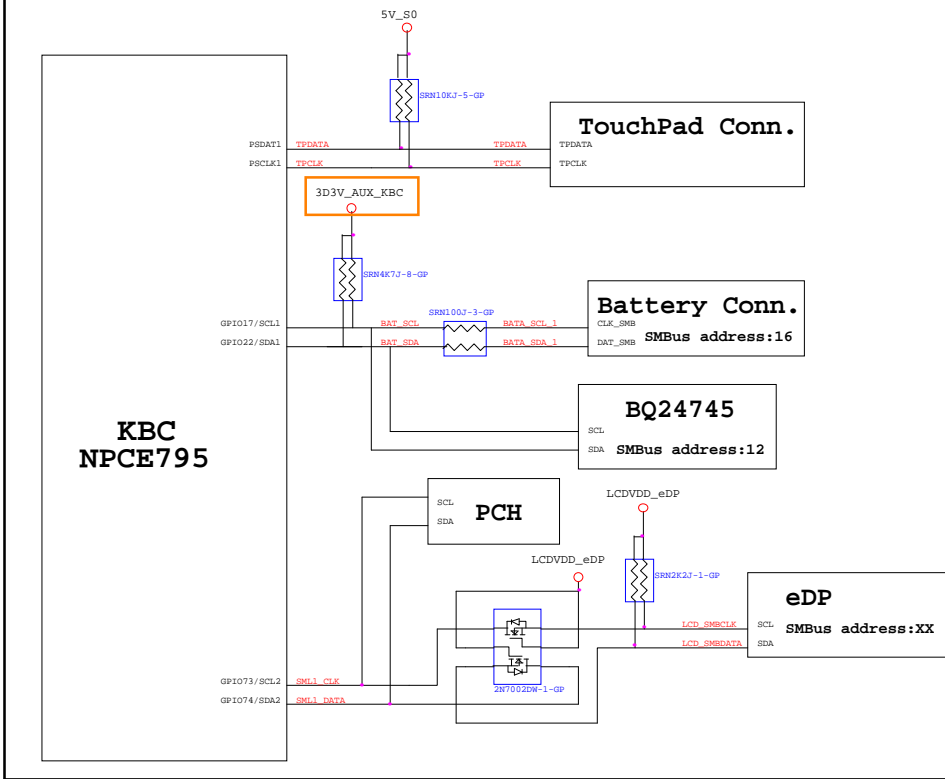 5V_S0
SRN10KJ-5-GP
TouchPad Conn.
PSDAT1 TPDATA TPDATA TPDATA
PSCLK1 TPCLK TPCLK TPCLK
3D3V_AUX_KBC
SRN4K7J-8-GP
SRN100J-3-GP
Battery Conn.
GPIO17/SCL1 BAT_SCL BATA_SCL_1 CLK_SMB
GPIO22/SDA1 BAT_SDA BATA_SDA_1 DAT_SMB SMBus address:16
BQ24745
SCL
SDA SMBus address:12
KBC
NPCE795
SCL
SDA PCH
LCDVDD_eDP
LCDVDD_eDP
SRN2K2J-1-GP
eDP
LCD_SMBCLK SCL SMBus address:XX
LCD_SMBDATA SDA
2N7002DW-1-GP
GPIO73/SCL2 SML1_CLK
GPIO74/SDA2 SML1_DATA